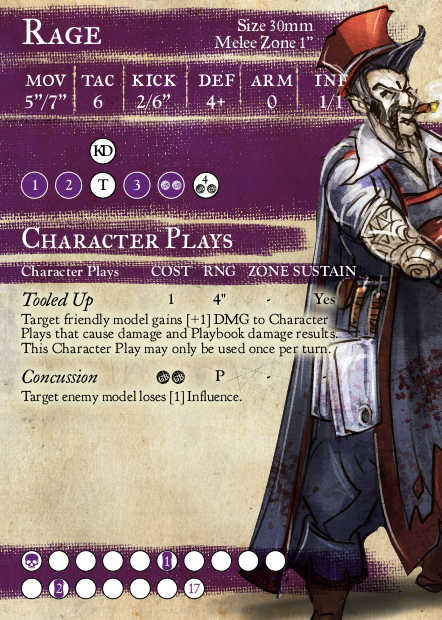 Rage
Size 30mm
Melee Zone 1"
MOV TAC KICK DEF ARM INF
5"/7" 6 2/6" 4+ 0 1/1
KD
1 2 T 3 4
Character Plays
Character Plays COST RNG ZONE SUSTAIN
Tooled Up 1 4" - Yes
Target friendly model gains [+1] DMG to Character
Plays that cause damage and Playbook damage results.
This Character Play may only be used once per turn.
Concussion P -
Target enemy model loses [1] Influence.
1
2 17